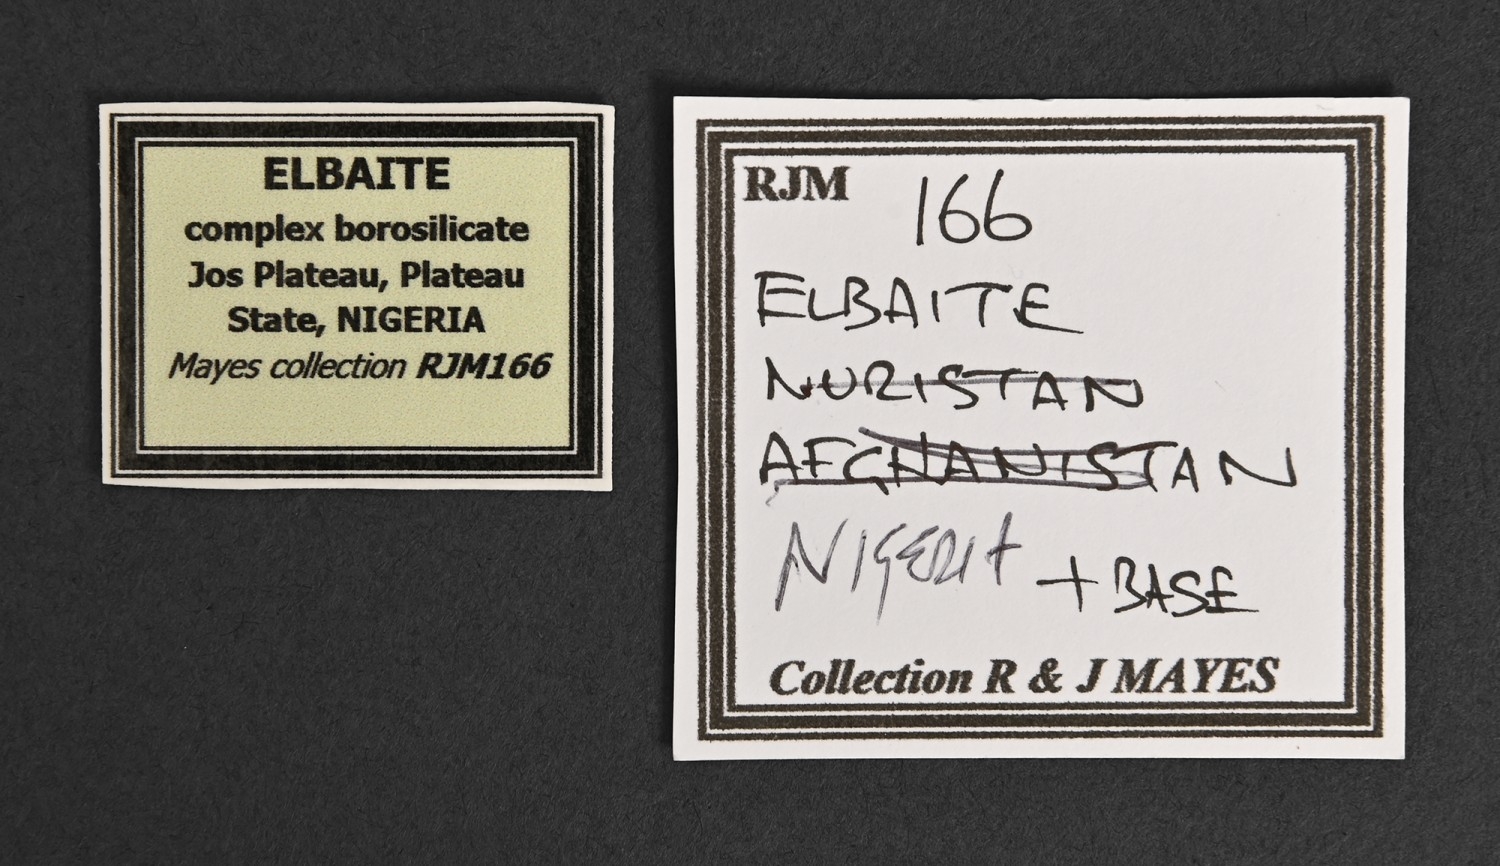 ELBAITE
complex borosilicate
Jos Plateau, Plateau
State, NIGERIA
Mayes collection RJM166
RJM 166
ELBAITE
NURISTAN
AFGHANISTAN
NIGERIA + BASE
Collection R & J MAYES